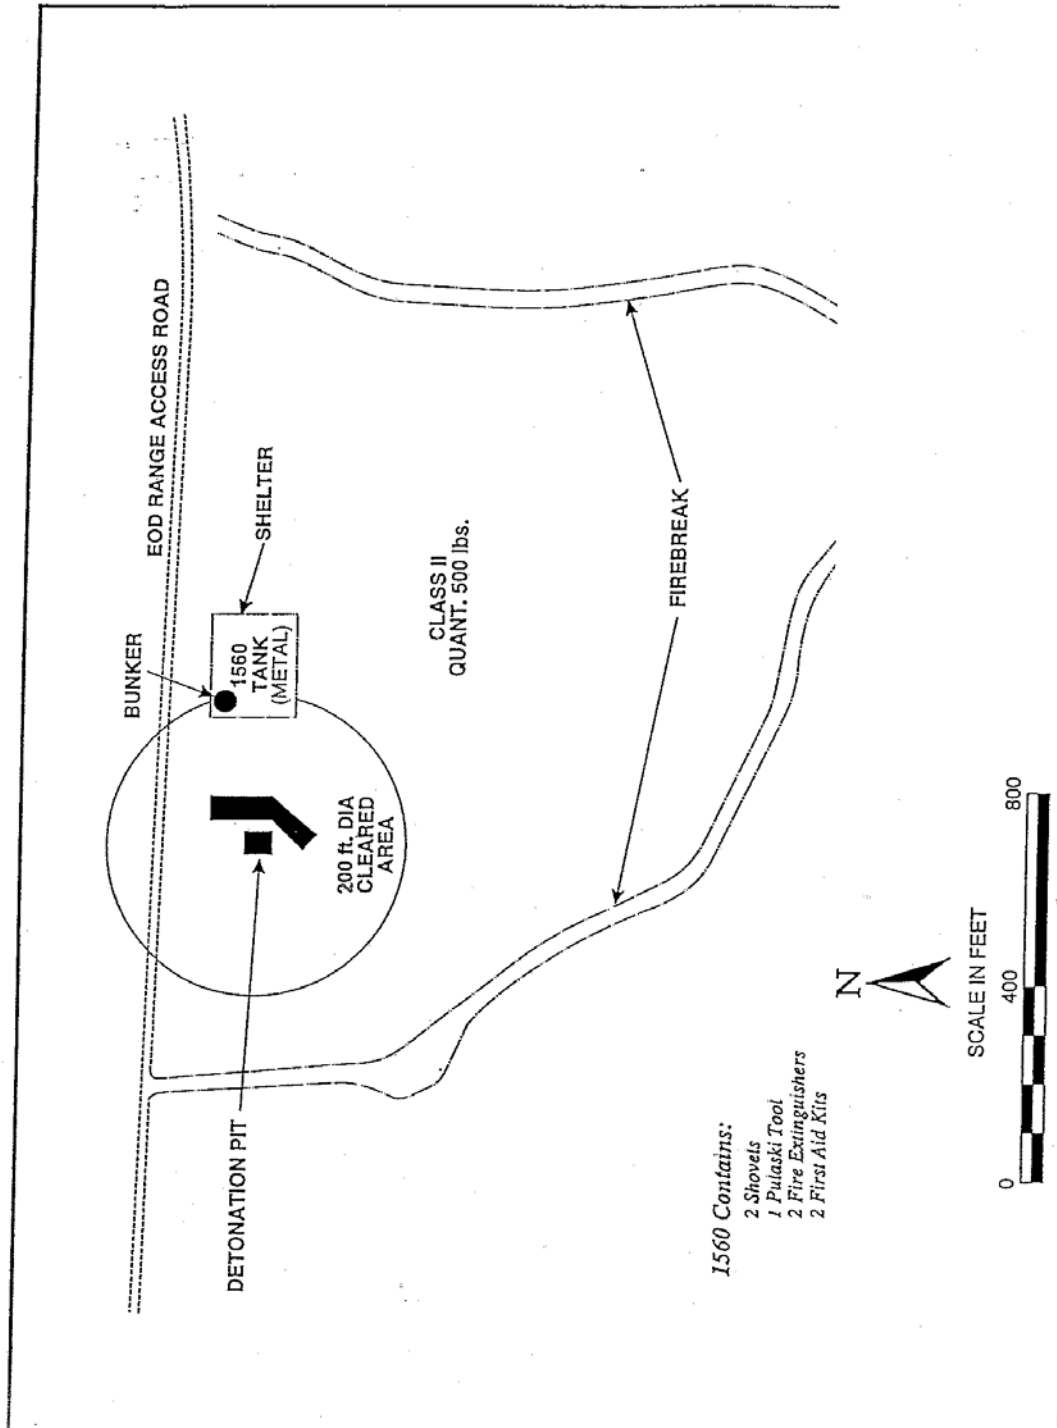 EOD RANGE ACCESS ROAD
BUNKER
SHELTER
1560
TANK
(METAL)
DETONATION PIT
200 ft. DIA
CLEARED
AREA
CLASS II
QUANT. 500 lbs.
FIREBREAK
1560 Contains:
2 Shovels
1 Pulaski Tool
2 Fire Extinguishers
2 First Aid Kits
N
SCALE IN FEET
0 400 800